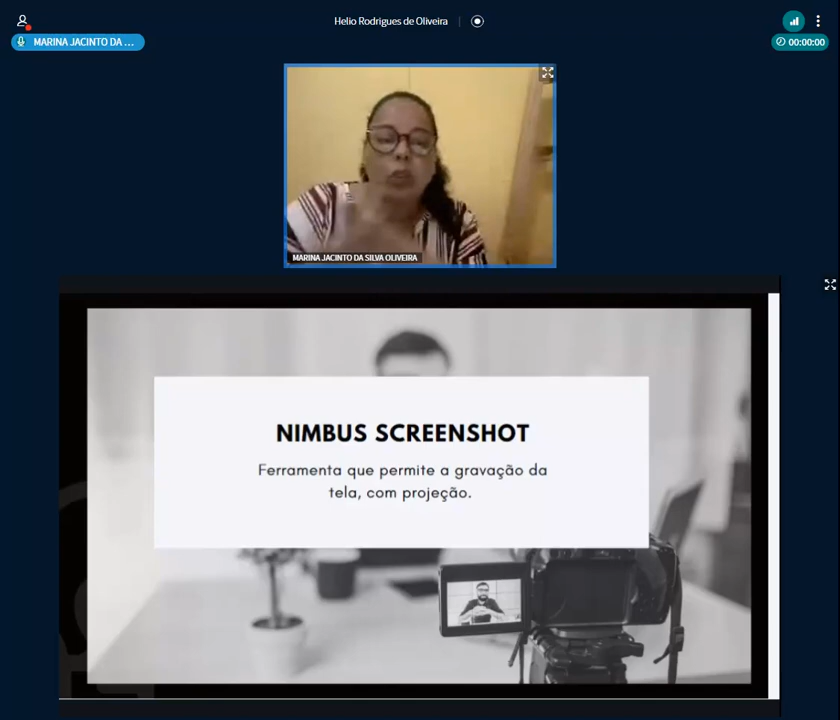 Helio Rodrigues de Oliveira
MARINA JACINTO DA ...
00:00:00
MARINA JACINTO DA SILVA OLIVEIRA
NIMBUS SCREENSHOT
Ferramenta que permite a gravação da
tela, com projeção.